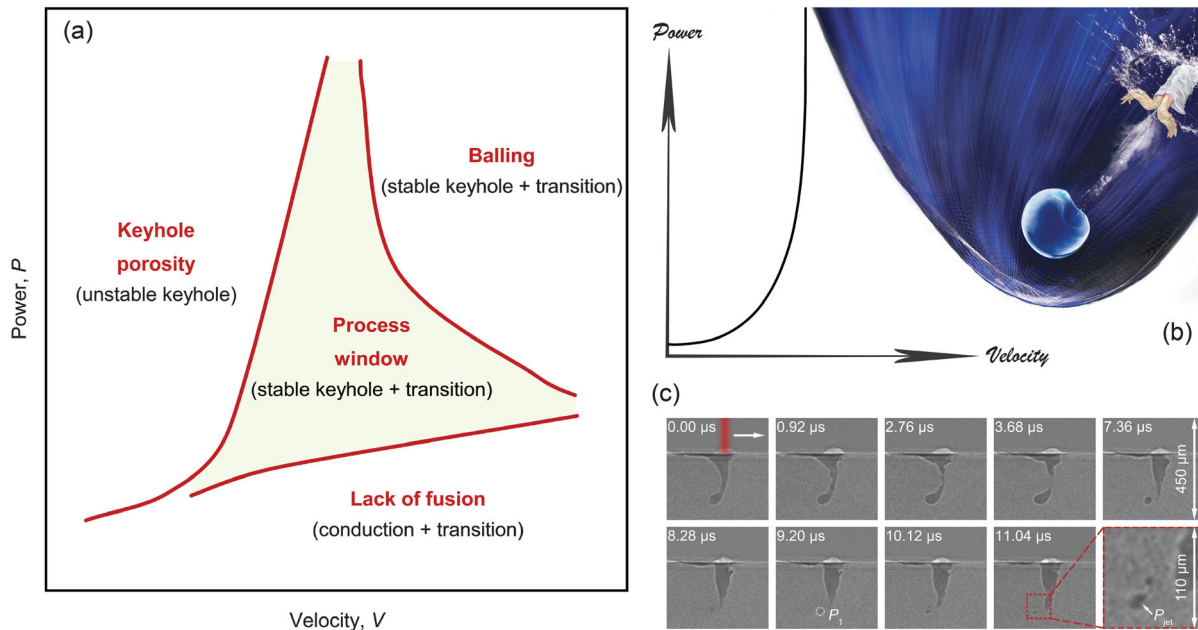 (a)
Power, P
Velocity, V
Keyhole
porosity
(unstable keyhole)
Balling
(stable keyhole + transition)
Process
window
(stable keyhole + transition)
Lack of fusion
(conduction + transition)
Power
Velocity
(b)
(c)
0.00 µs
0.92 µs
2.76 µs
3.68 µs
7.36 µs
450 µm
8.28 µs
9.20 µs
P₁
10.12 µs
11.04 µs
110 µm
Pjet